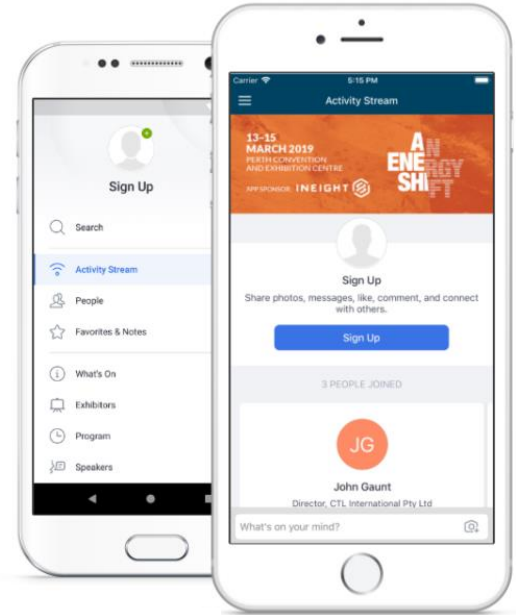 Sign Up
Search
Activity Stream
People
Favorites & Notes
What's On
Exhibitors
Program
Speakers
Carrier
5:15 PM
Activity Stream
13–15
MARCH 2019
PERTH CONVENTION
AND EXHIBITION CENTRE
APP SPONSOR: INEIGHT
AN
ENERGY
SHIFT
Sign Up
Share photos, messages, like, comment, and connect
with others.
Sign Up
3 PEOPLE JOINED
JG
John Gaunt
Director, CTL International Pty Ltd
What's on your mind?